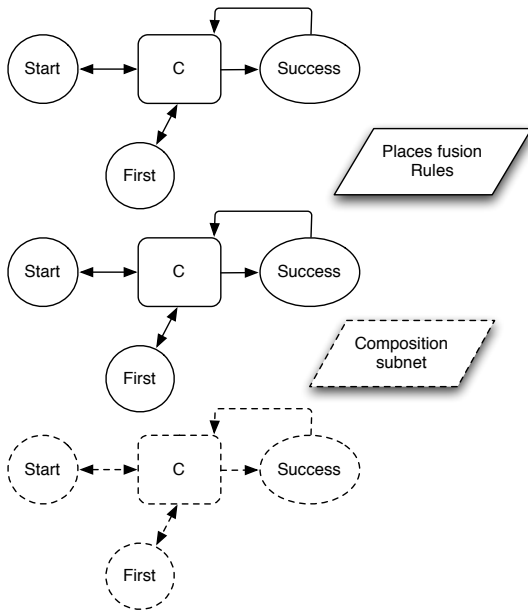 Start
C
Success
First
Places fusion
Rules
Start
C
Success
First
Composition
subnet
Start
C
Success
First